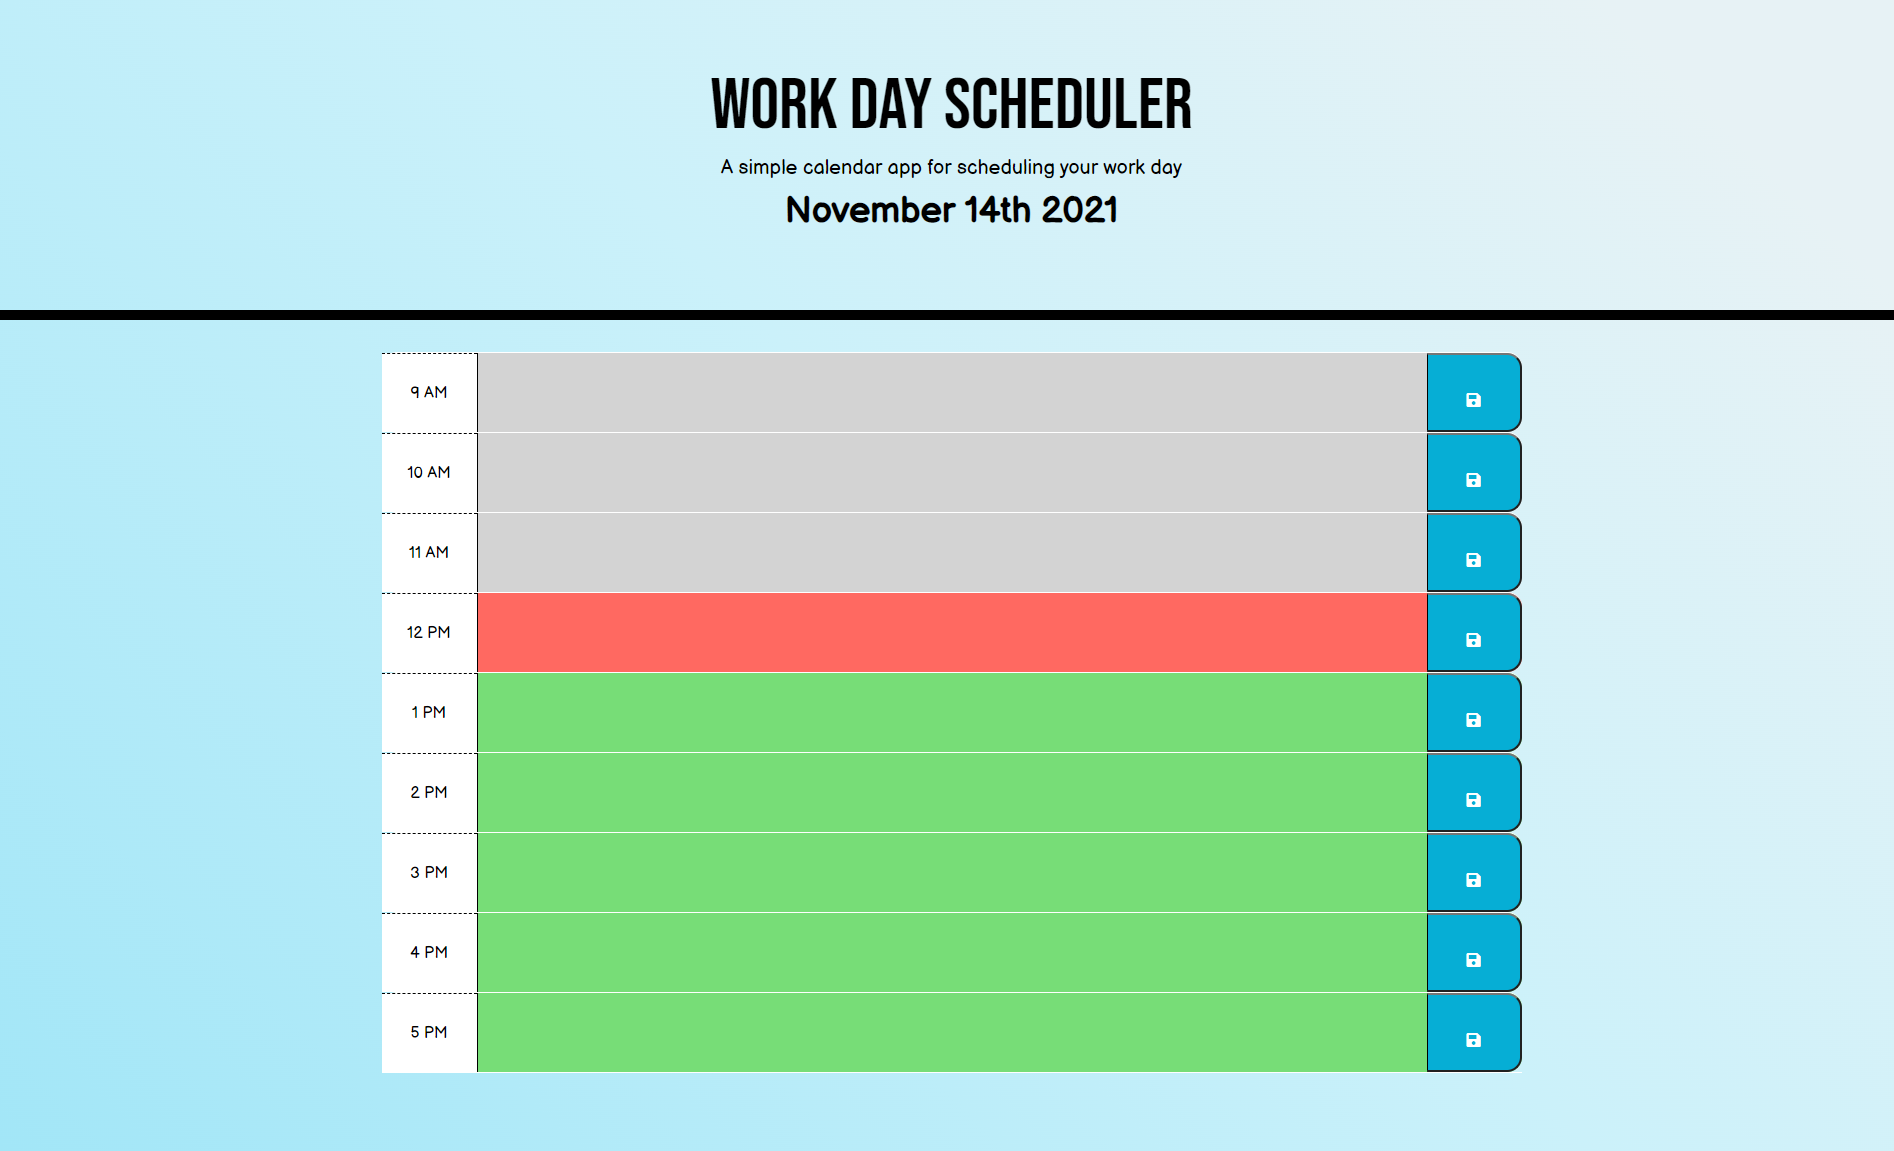 WORK DAY SCHEDULER
A simple calendar app for scheduling your work day
November 14th 2021
9 AM
10 AM
11 AM
12 PM
1 PM
2 PM
3 PM
4 PM
5 PM